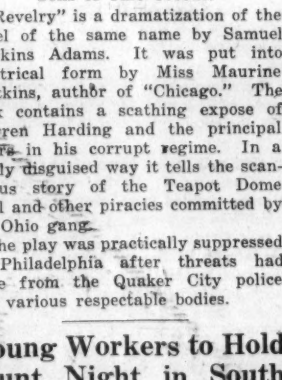 Revelry” is a dramatization of the
el of the same name by Samuel
kins Adams. It was put into
trical form by Miss Maurine
tkins, author of “Chicago.” The
k contains a scathing expose of
rren Harding and the principal
rs in his corrupt regime. In a
ly disguised way it tells the scan-
us story of the Teapot Dome
l and other piracies committed by
Ohio gang.
he play was practically suppressed
Philadelphia after threats had
e from the Quaker City police
various respectable bodies.
oung Workers to Hold
unt Night in South